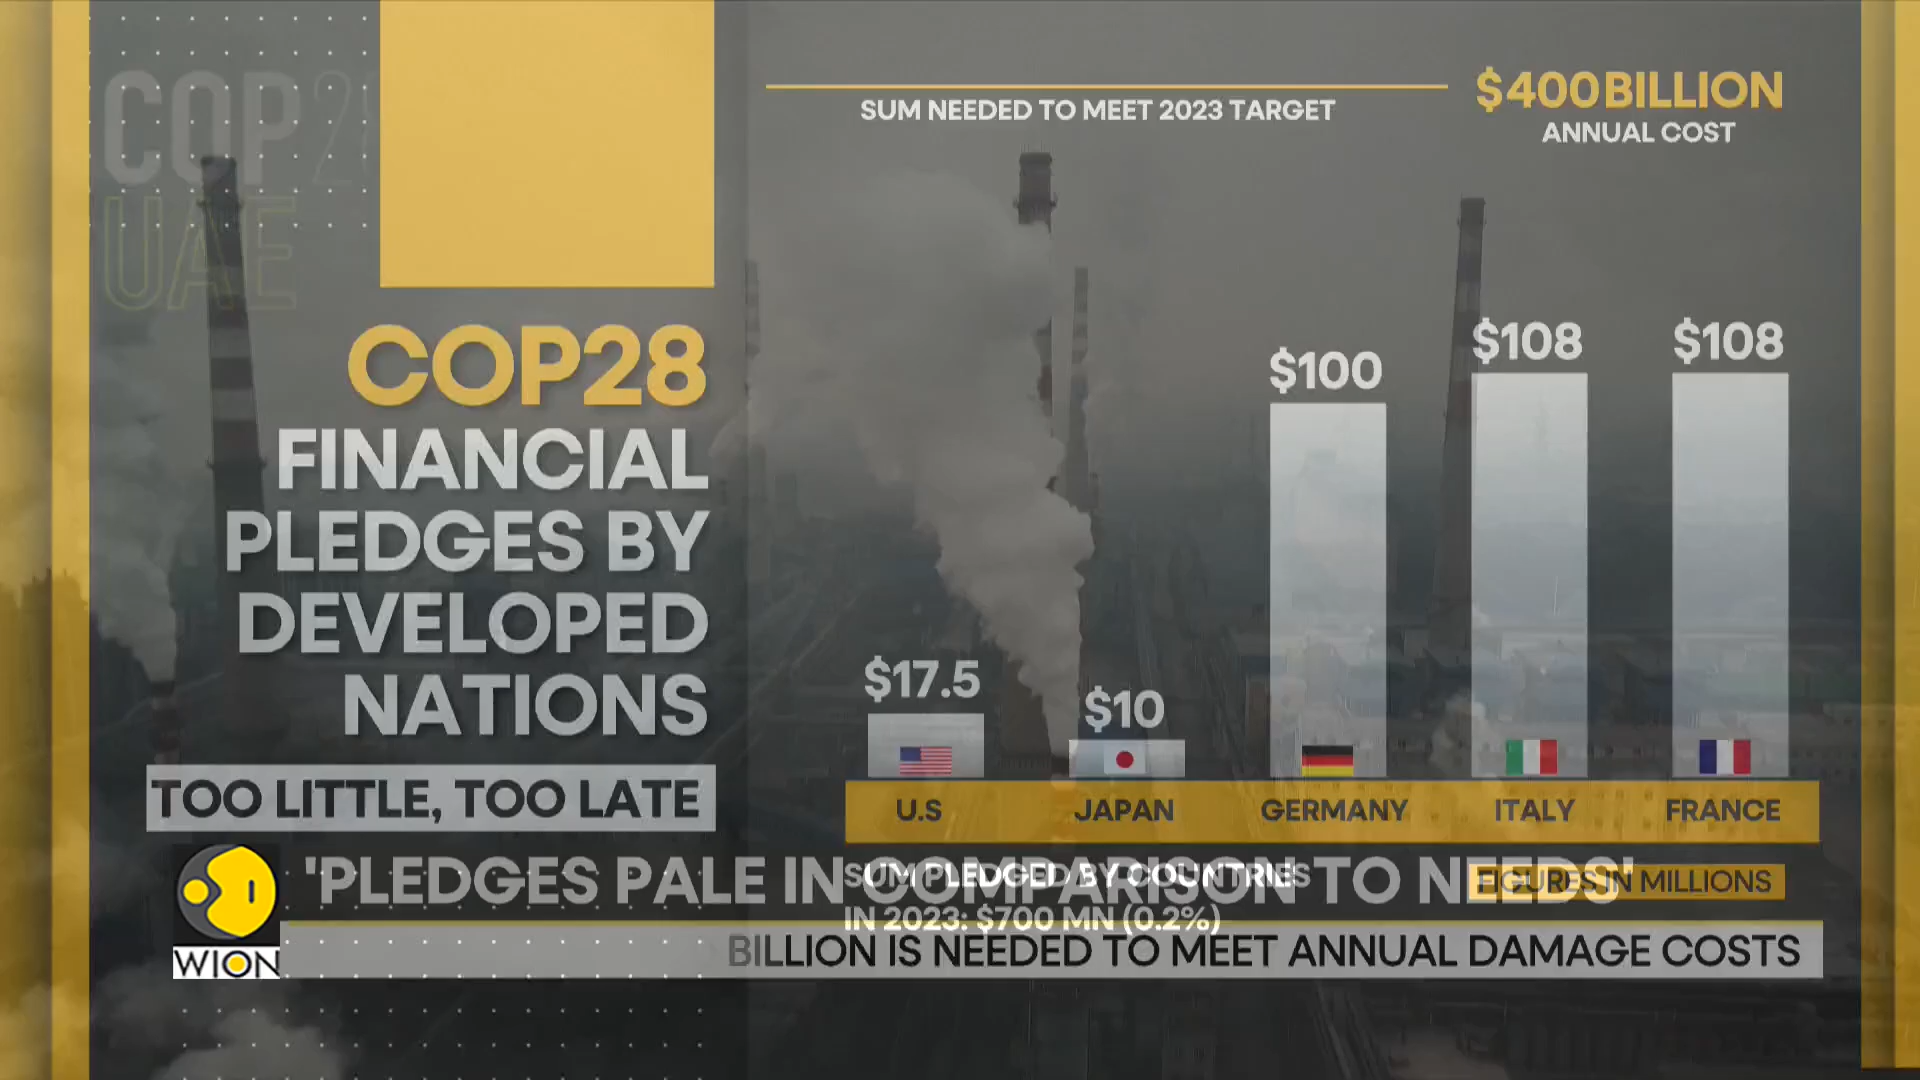 COP28
UAE
SUM NEEDED TO MEET 2023 TARGET
$400BILLION
ANNUAL COST
COP28
FINANCIAL
PLEDGES BY
DEVELOPED
NATIONS
TOO LITTLE, TOO LATE
$17.5
$10
$100
$108
$108
U.S
JAPAN
GERMANY
ITALY
FRANCE
'PLEDGES PALE IN COMPARISON TO NEEDS'
SUM PLEDGED BY COUNTRIES
IN 2023: $700 MN (0.2%)
FIGURES IN MILLIONS
BILLION IS NEEDED TO MEET ANNUAL DAMAGE COSTS
WION